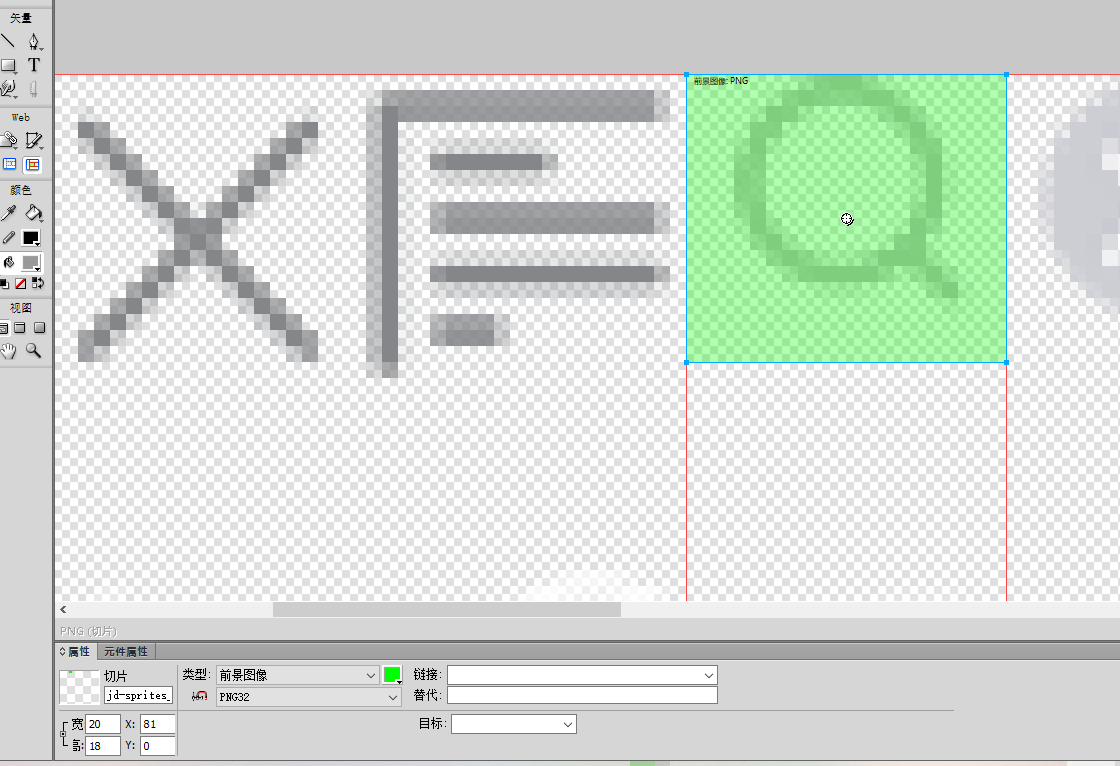 矢量
T
Web
颜色
视图
前景图像: PNG
PNG (切片)
属性 元件属性
切片 类型: 前景图像 链接:
jd-sprites_ PNG32 替代:
宽 20 X: 81 目标:
高: 18 Y: 0